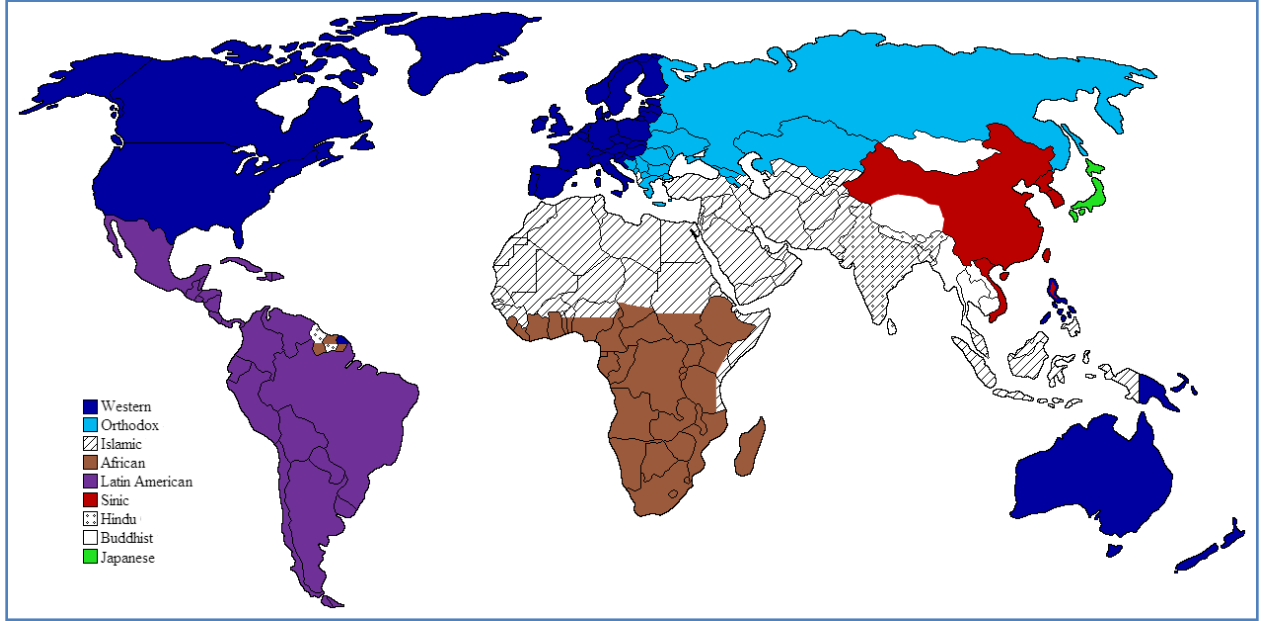 Western
Orthodox
Islamic
African
Latin American
Sinic
Hindu
Buddhist
Japanese